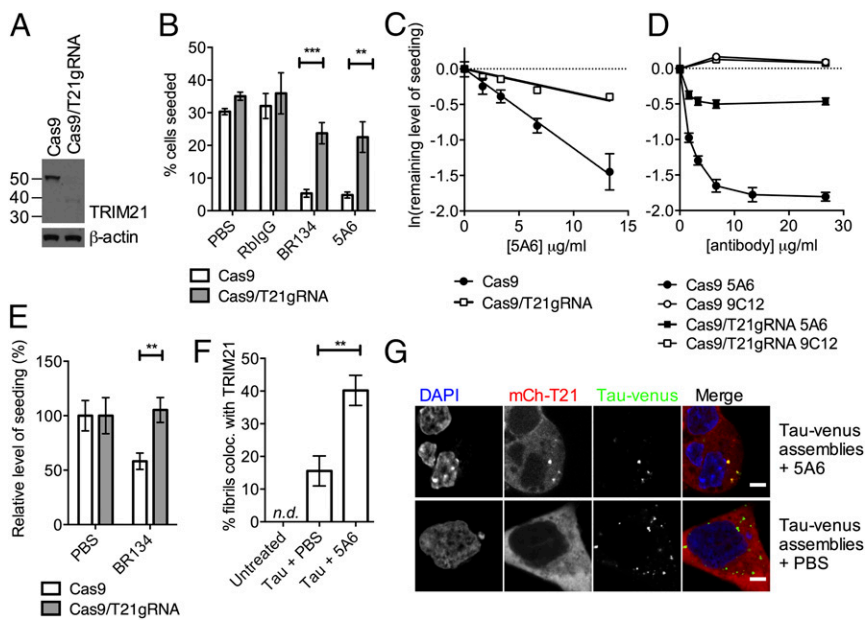 A
Cas9
Cas9/T21gRNA
50
40
30
TRIM21
β-actin
B
% cells seeded
50
40
30
20
10
0
***
**
PBS
RbIgG
BR134
5A6
Cas9
Cas9/T21gRNA
C
ln(remaining level of seeding)
0.0
-0.5
-1.0
-1.5
-2.0
0
5
10
15
[5A6] μg/ml
Cas9
Cas9/T21gRNA
D
0.0
-0.5
-1.0
-1.5
-2.0
0
10
20
30
[antibody] μg/ml
Cas9 5A6
Cas9 9C12
Cas9/T21gRNA 5A6
Cas9/T21gRNA 9C12
E
Relative level of seeding (%)
150
100
50
0
**
PBS
BR134
Cas9
Cas9/T21gRNA
F
% fibrils coloc. with TRIM21
50
40
30
20
10
0
**
n.d.
Untreated
Tau + PBS
Tau + 5A6
G
DAPI
mCh-T21
Tau-venus
Merge
Tau-venus
assemblies
+ 5A6
Tau-venus
assemblies
+ PBS